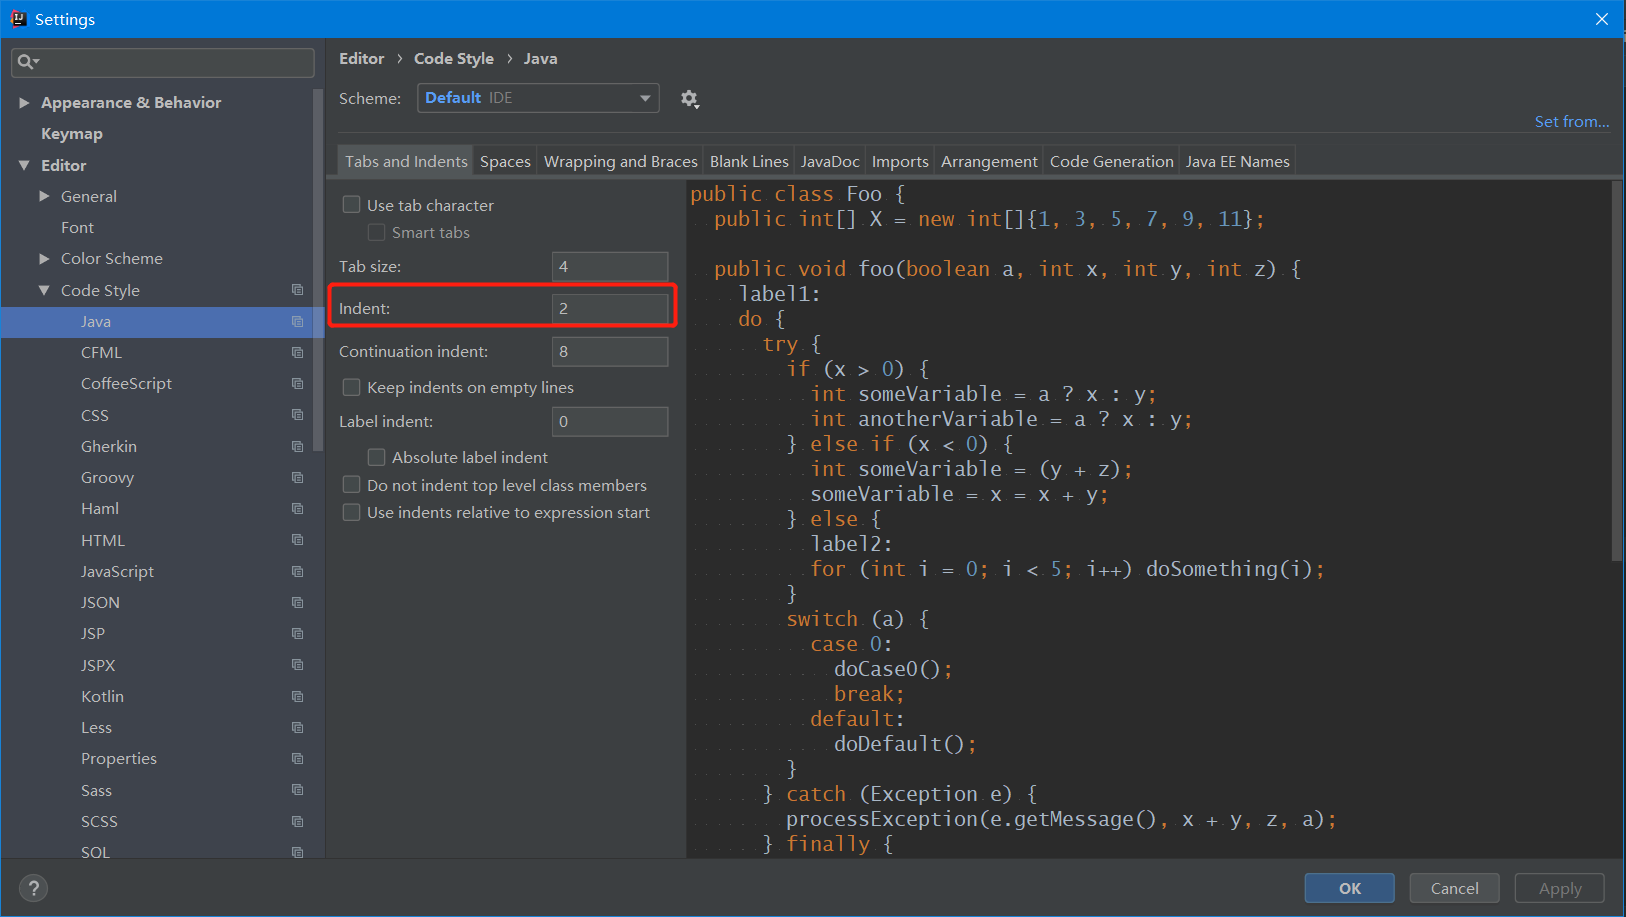 Settings
Appearance & Behavior
Keymap
Editor
General
Font
Color Scheme
Code Style
Java
CFML
CoffeeScript
CSS
Gherkin
Groovy
Haml
HTML
JavaScript
JSON
JSP
JSPX
Kotlin
Less
Properties
Sass
SCSS
SQL
Editor › Code Style › Java
Scheme: Default IDE
Set from...
Tabs and Indents Spaces Wrapping and Braces Blank Lines JavaDoc Imports Arrangement Code Generation Java EE Names
Use tab character
Smart tabs
Tab size: 4
Indent: 2
Continuation indent: 8
Keep indents on empty lines
Label indent: 0
Absolute label indent
Do not indent top level class members
Use indents relative to expression start
public class Foo {
  public int[] X = new int[]{1, 3, 5, 7, 9, 11};
  public void foo(boolean a, int x, int y, int z) {
    label1:
    do {
      try {
        if (x > 0) {
          int someVariable = a ? x : y;
          int anotherVariable = a ? x : y;
        } else if (x < 0) {
          int someVariable = (y + z);
          someVariable = x = x + y;
        } else {
          label2:
          for (int i = 0; i < 5; i++) doSomething(i);
        }
        switch (a) {
          case 0:
            doCase0();
            break;
          default:
            doDefault();
        }
      } catch (Exception e) {
        processException(e.getMessage(), x + y, z, a);
      } finally {
?
OK Cancel Apply